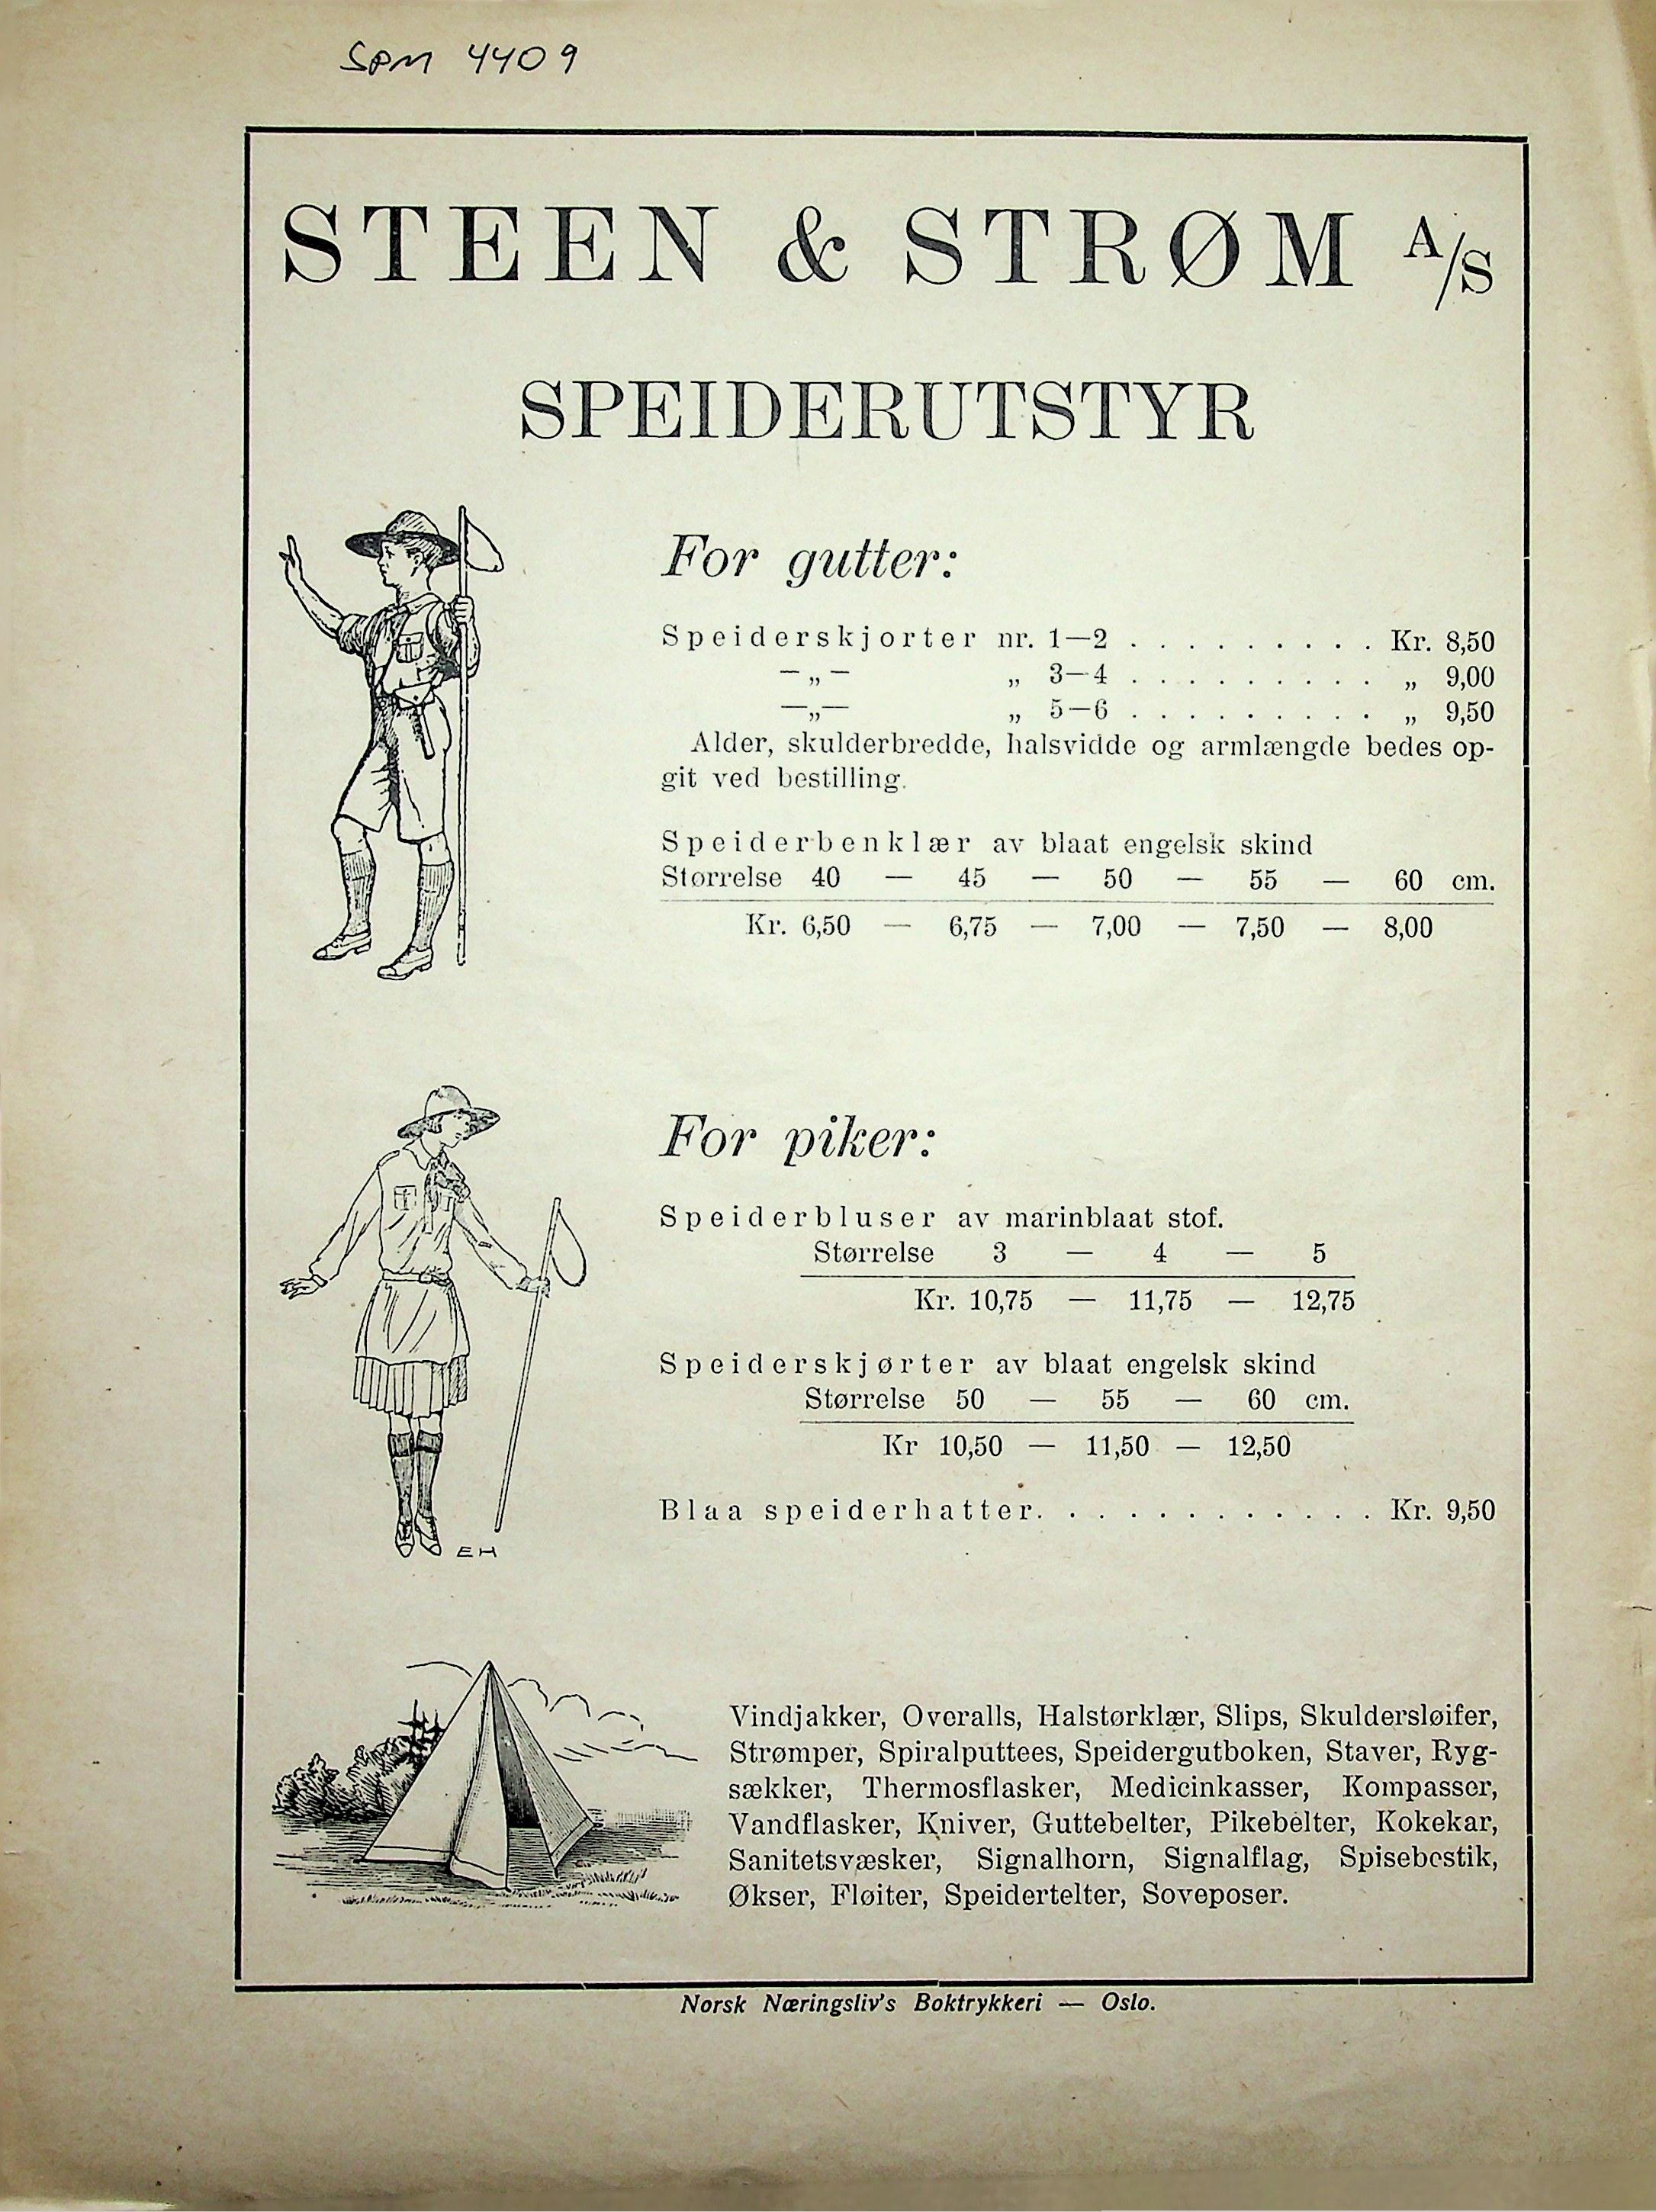 SPM 4409
STEEN & STRØM A/S
SPEIDERUTSTYR
For gutter:
Speiderskjorter nr. 1—2 . . . . . . . . . Kr. 8,50
— „ — „ 3—4 . . . . . . . . . . „ 9,00
—„— „ 5—6 . . . . . . . . . „ 9,50
Alder, skulderbredde, halsvidde og armlængde bedes op-
git ved bestilling.
Speiderbenklær av blaat engelsk skind
Størrelse 40 — 45 — 50 — 55 — 60 cm.
Kr. 6,50 — 6,75 — 7,00 — 7,50 — 8,00
For piker:
Speiderbluser av marinblaat stof.
Størrelse 3 — 4 — 5
Kr. 10,75 — 11,75 — 12,75
Speiderskjørter av blaat engelsk skind
Størrelse 50 — 55 — 60 cm.
Kr 10,50 — 11,50 — 12,50
Blaa speiderhatter. . . . . . . . . . . . Kr. 9,50
EH
Vindjakker, Overalls, Halstørklær, Slips, Skuldersløifer,
Strømper, Spiralputtees, Speidergutboken, Staver, Ryg-
sækker, Thermosflasker, Medicinkasser, Kompasser,
Vandflasker, Kniver, Guttebelter, Pikebelter, Kokekar,
Sanitetsvæsker, Signalhorn, Signalflag, Spisebestik,
Økser, Fløiter, Speidertelter, Soveposer.
Norsk Næringsliv's Boktrykkeri — Oslo.